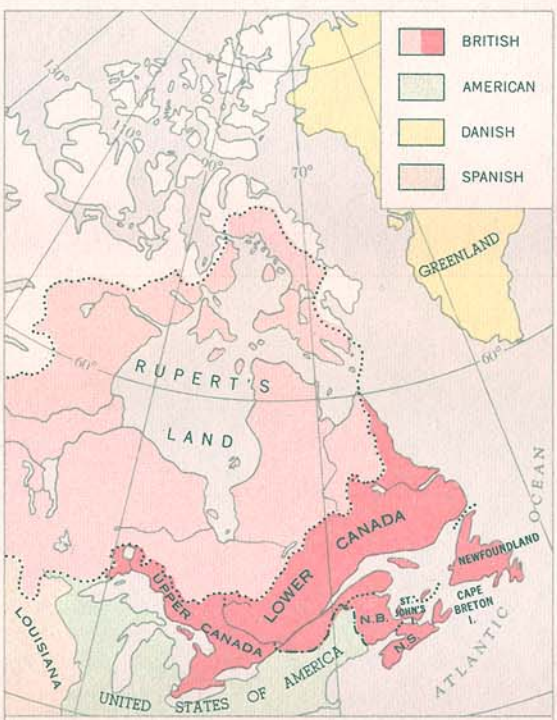 BRITISH
AMERICAN
DANISH
SPANISH
130°
110°
90°
70°
GREENLAND
60°
60°
RUPERT'S
LAND
OCEAN
ATLANTIC
LOWER CANADA
UPPER CANADA
NEWFOUNDLAND
ST.
JOHN'S
CAPE
BRETON
I.
N.B.
N.S.
LOUISIANA
UNITED STATES OF AMERICA